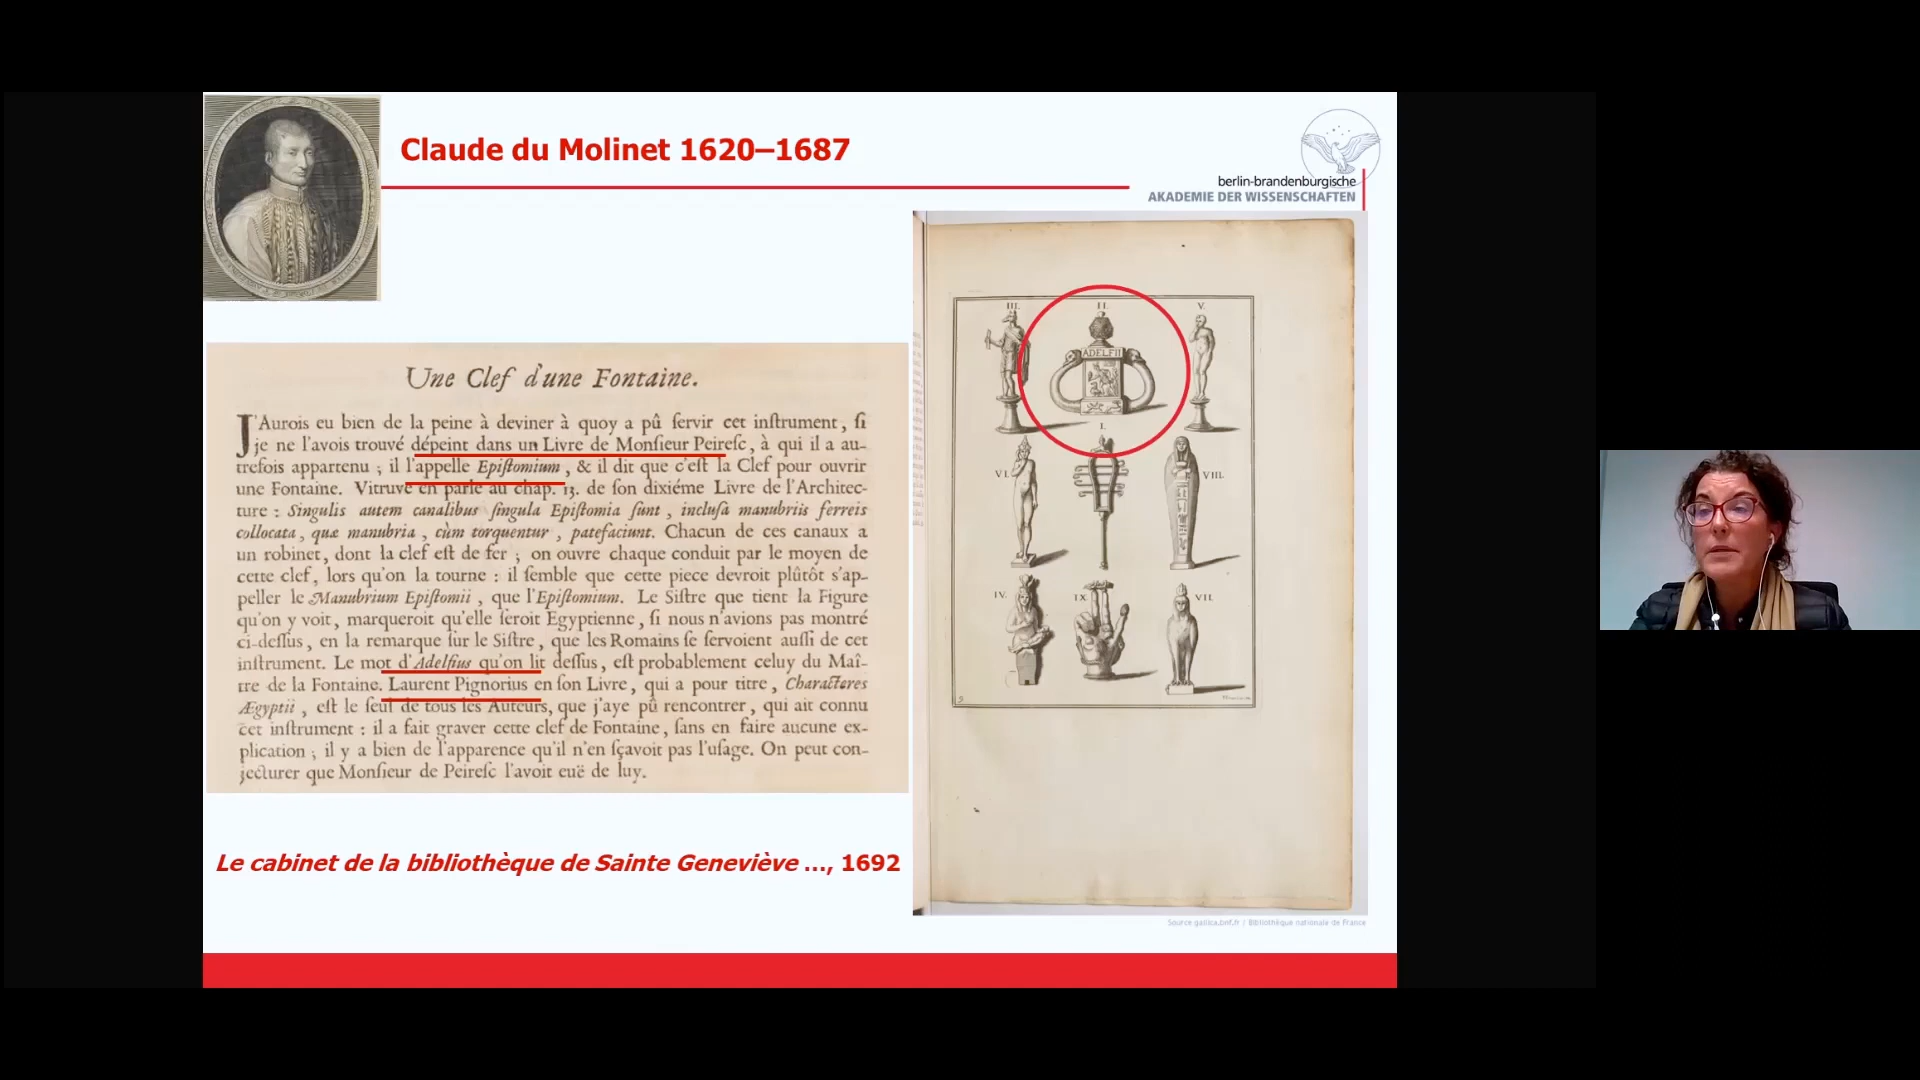 Claude du Molinet 1620–1687
berlin-brandenburgische
AKADEMIE DER WISSENSCHAFTEN
Une Clef d'une Fontaine.
J'Aurois eu bien de la peine à deviner à quoy a pû ſervir cet inſtrument, ſi
je ne l'avois trouvé dépeint dans un Livre de Monſieur Peireſc, à qui il a au-
trefois appartenu ; il l'appelle Epiſtomium, & il dit que c'eſt la Clef pour ouvrir
une Fontaine. Vitruve en parle au chap. 13. de ſon dixiéme Livre de l'Architec-
ture : Singulis autem canalibus ſingula Epiſtomia ſunt, incluſa manubriis ferreis
collocata, quæ manubria, cùm torquentur, patefaciunt. Chacun de ces canaux a
un robinet, dont la clef eſt de fer ; on ouvre chaque conduit par le moyen de
cette clef, lors qu'on la tourne : il ſemble que cette piece devroit plûtôt s'ap-
peller le Manubrium Epiſtomii, que l'Epiſtomium. Le Siſtre que tient la Figure
qu'on y voit, marqueroit qu'elle ſeroit Egyptienne, ſi nous n'avions pas montré
ci-deſſus, en la remarque ſur le Siſtre, que les Romains ſe ſervoient auſſi de cet
inſtrument. Le mot d'Adelfius qu'on lit deſſus, eſt probablement celuy du Maî-
tre de la Fontaine. Laurent Pignorius en ſon Livre, qui a pour titre, Characteres
Ægyptii, eſt le ſeul de tous les Auteurs, que j'aye pû rencontrer, qui ait connu
cet inſtrument : il a fait graver cette clef de Fontaine, ſans en faire aucune ex-
plication ; il y a bien de l'apparence qu'il n'en ſçavoit pas l'uſage. On peut con-
jecturer que Monſieur de Peireſc l'avoit euë de luy.
Le cabinet de la bibliothèque de Sainte Geneviève ..., 1692
III. II. V.
ADELFII
I.
VI. VIII.
IV. IX. VII.
Source gallica.bnf.fr / Bibliothèque nationale de France